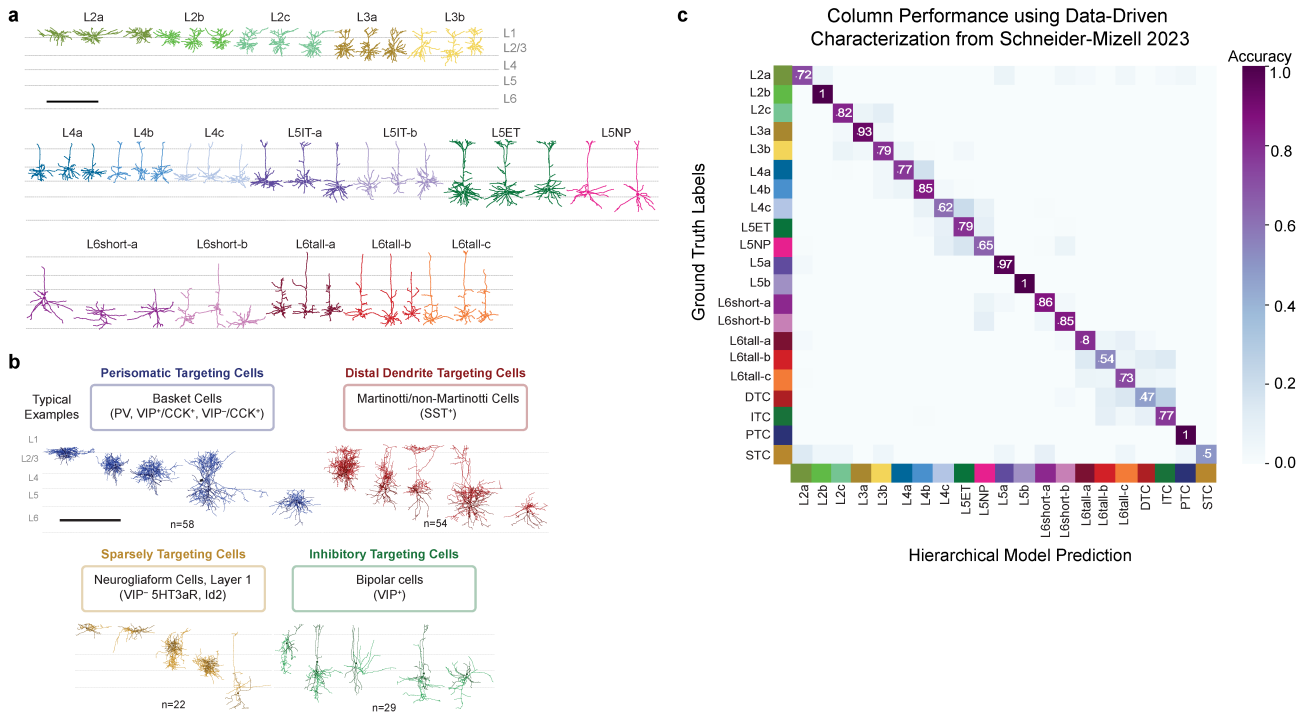 a
L2a L2b L2c L3a L3b
L1
L2/3
L4
L5
L6
L4a L4b L4c L5IT-a L5IT-b L5ET L5NP
L6short-a L6short-b L6tall-a L6tall-b L6tall-c
b
Perisomatic Targeting Cells
Basket Cells
(PV, VIP⁺/CCK⁺, VIP⁻/CCK⁺)
Distal Dendrite Targeting Cells
Martinotti/non-Martinotti Cells
(SST⁺)
Typical
Examples
L1
L2/3
L4
L5
L6
n=58
n=54
Sparsely Targeting Cells
Neurogliaform Cells, Layer 1
(VIP⁻ 5HT3aR, Id2)
Inhibitory Targeting Cells
Bipolar cells
(VIP⁺)
n=22
n=29
c
Column Performance using Data-Driven
Characterization from Schneider-Mizell 2023
Accuracy
1.0
0.8
0.6
0.4
0.2
0.0
Ground Truth Labels
L2a .72
L2b 1
L2c .82
L3a .93
L3b .79
L4a .77
L4b .85
L4c .62
L5ET .79
L5NP .65
L5a .97
L5b 1
L6short-a .86
L6short-b .85
L6tall-a .8
L6tall-b .54
L6tall-c .73
DTC .47
ITC .77
PTC 1
STC .5
L2a L2b L2c L3a L3b L4a L4b L4c L5ET L5NP L5a L5b L6short-a L6short-b L6tall-a L6tall-b L6tall-c DTC ITC PTC STC
Hierarchical Model Prediction